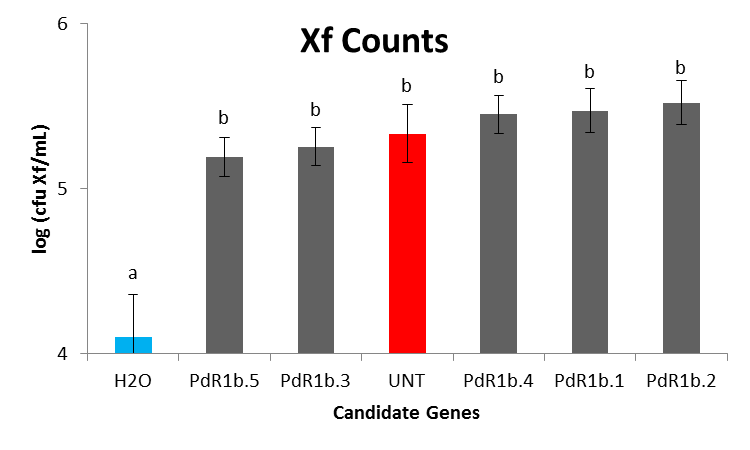 Xf Counts
6
5
4
log (cfu Xf/mL)
a
b
b
b
b
b
b
H2O PdR1b.5 PdR1b.3 UNT PdR1b.4 PdR1b.1 PdR1b.2
Candidate Genes